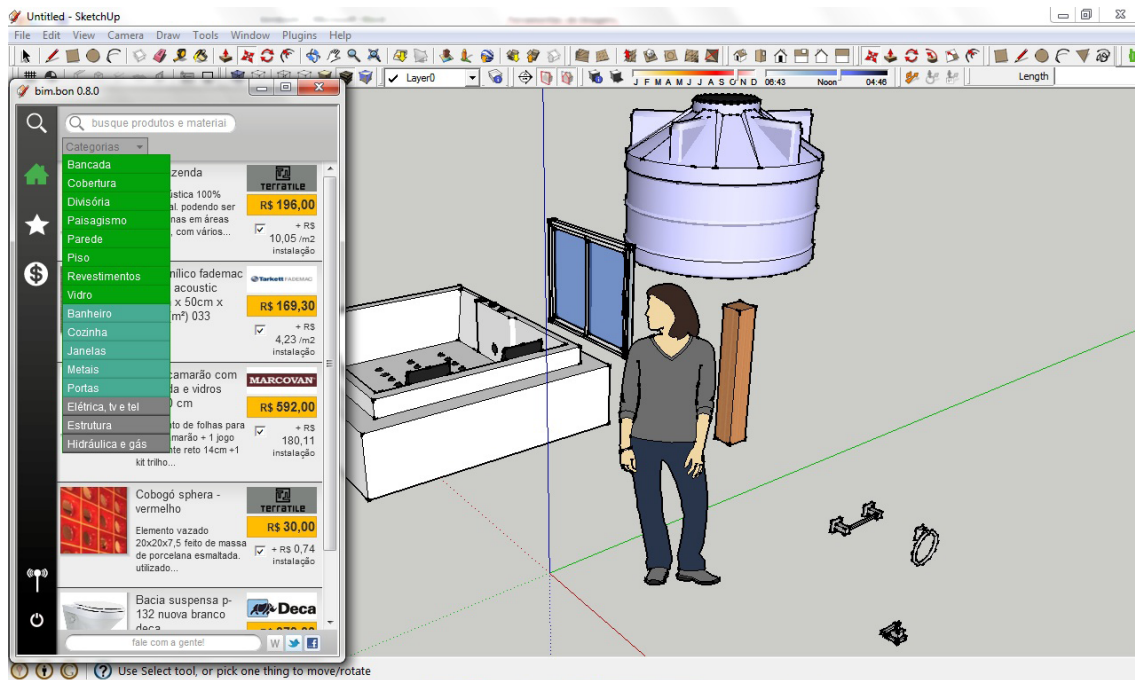 Untitled - SketchUp
File Edit View Camera Draw Tools Window Plugins Help
Layer0
J F M A M J J A S O N D 06:43 Noon 04:46
Length
bim.bon 0.8.0
busque produtos e materiai
Categorias
Bancada
Cobertura
Divisória
Paisagismo
Parede
Piso
Revestimentos
Vidro
Banheiro
Cozinha
Janelas
Metais
Portas
Elétrica, tv e tel
Estrutura
Hidráulica e gás
zenda
ústica 100%
al. podendo ser
nas em áreas
, com vários...
TERRATILE
R$ 196,00
+ R$
10,05 /m2
instalação
nílico fademac
acoustic
x 50cm x
m²) 033
Tarkett FADEMAC
R$ 169,30
+ R$
4,23 /m2
instalação
camarão com
da e vidros
0 cm
nto de folhas para
marão + 1 jogo
nte reto 14cm +1
kit trilho...
MARCOVAN
R$ 592,00
+ R$
180,11
instalação
Cobogó sphera -
vermelho
Elemento vazado
20x20x7,5 feito de massa
de porcelana esmaltada.
utilizado...
TERRATILE
R$ 30,00
+ R$ 0,74
instalação
Bacia suspensa p-
132 nuova branco
deca
Deca
fale com a gente!
W
Use Select tool, or pick one thing to move/rotate